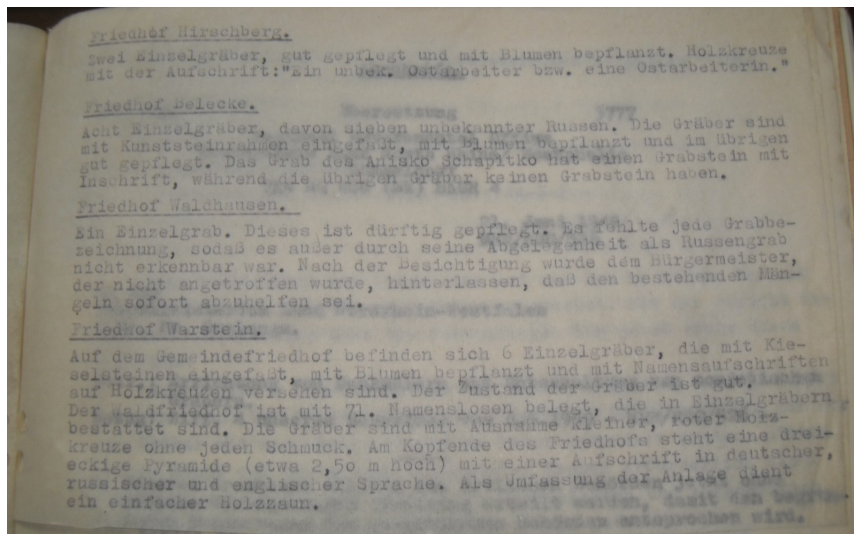 Friedhof Hirschberg.
Zwei Einzelgräber, gut gepflegt und mit Blumen bepflanzt. Holzkreuze
mit der Aufschrift:"Ein unbek. Ostarbeiter bzw. eine Ostarbeiterin."
Friedhof Belecke.
Acht Einzelgräber, davon sieben unbekannter Russen. Die Gräber sind
mit Kunststeinrahmen eingefaßt, mit blumen bepflanzt und im übrigen
gut gepflegt. Das Grab des Anisko Schapitko hat einen Grabstein mit
Inschrift, während die übrigen Gräber keinen Grabstein haben.
Friedhof Waldhausen.
Ein Einzelgrab. Dieses ist dürftig gepflegt. Es fehlte jede Grabbe-
zeichnung, sodaß es außer durch seine Abgelegenheit als Russengrab
nicht erkennbar war. Nach der Besichtigung wurde dem Bürgermeister,
der nicht angetroffen wurde, hinterlassen, daß den bestehenden Män-
geln sofort abzuhelfen sei.
Friedhof Warstein.
Auf dem Gemeindefriedhof befinden sich 6 Einzelgräber, die mit Kie-
selsteinen eingefaßt, mit Blumen bepflanzt und mit Namensaufschriften
auf Holzkreuzen versehen sind. Der Zustand der Gräber ist gut.
Der Waldfriedhof ist mit 71. Namenslosen belegt, die in Einzelgräbern
bestattet sind. Die Gräber sind mit Ausnahme kleiner, roter Holz-
kreuze ohne jeden Schmuck. Am Kopfende des Friedhofs steht eine drei-
eckige Pyramide (etwa 2,5o m hoch) mit einer Aufschrift in deutscher,
russischer und englischer Sprache. Als Umfassung der Anlage dient
ein einfacher Holzzaun.